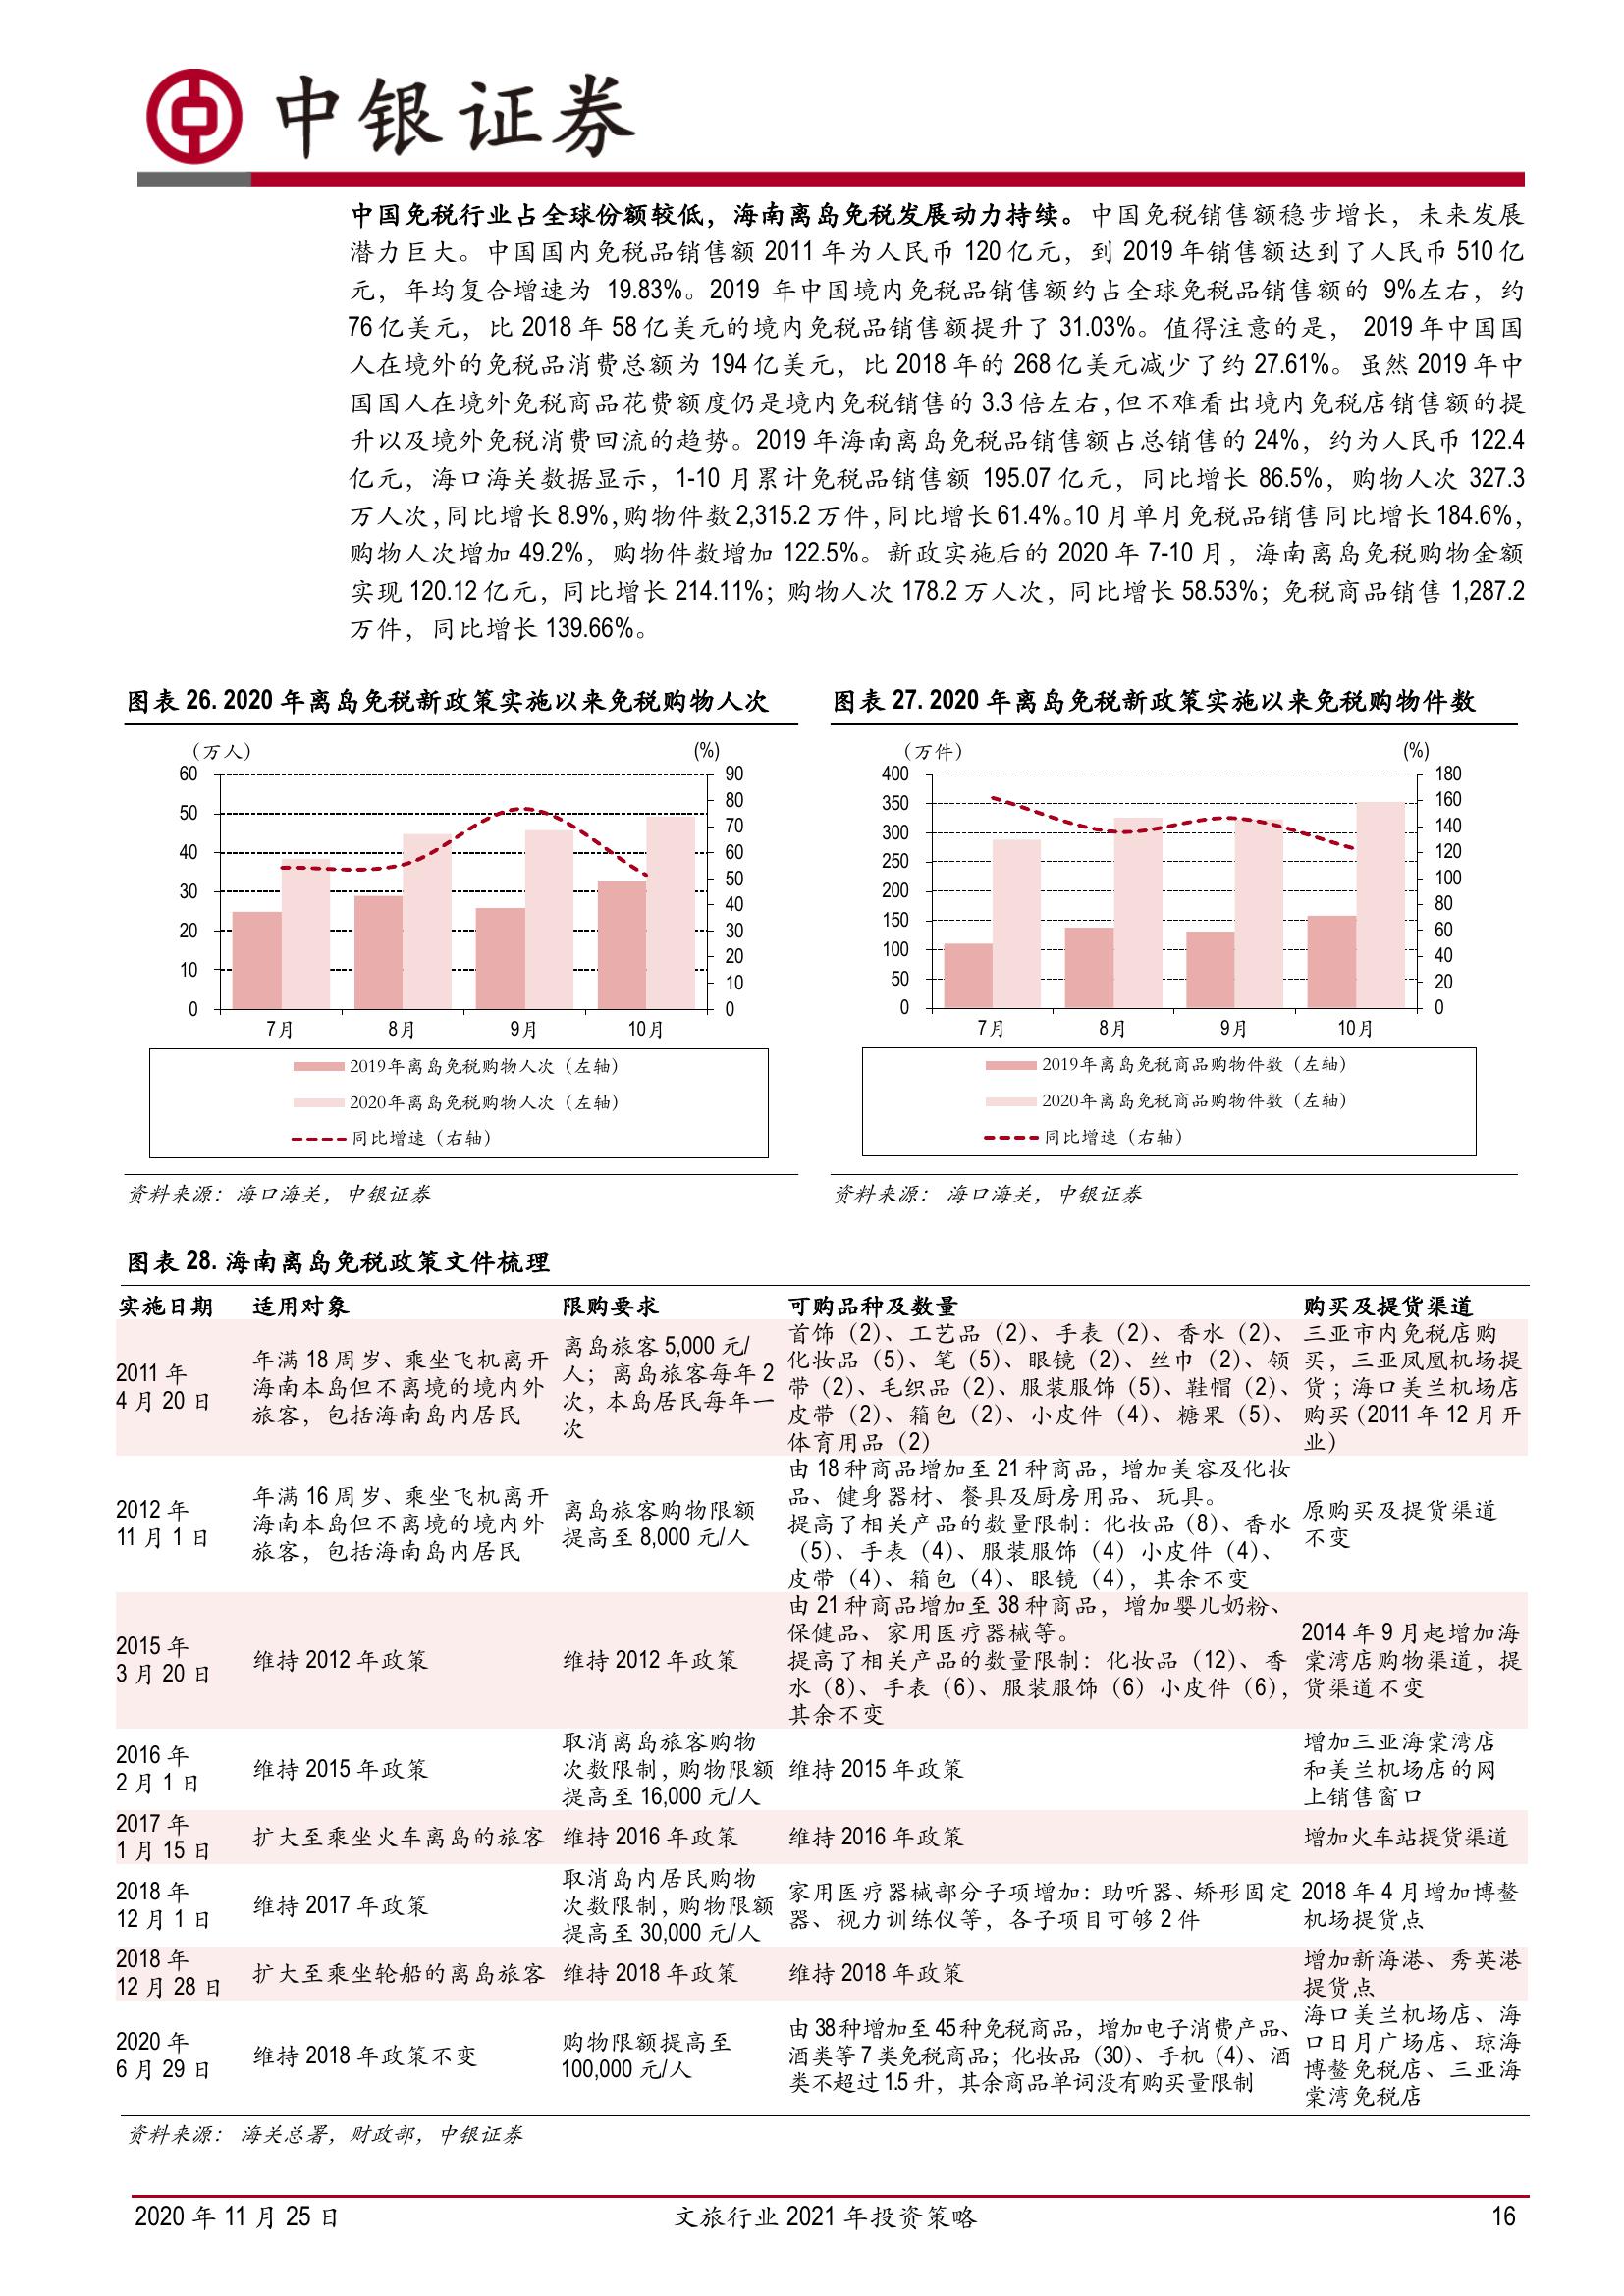 中银证券
中国免税行业占全球份额较低，海南离岛免税发展动力持续。中国免税销售额稳步增长，未来发展
潜力巨大。中国国内免税品销售额 2011 年为人民币 120 亿元，到 2019 年销售额达到了人民币 510 亿
元，年均复合增速为 19.83%。2019 年中国境内免税品销售额约占全球免税品销售额的 9%左右，约
76 亿美元，比 2018 年 58 亿美元的境内免税品销售额提升了 31.03%。值得注意的是， 2019 年中国国
人在境外的免税品消费总额为 194 亿美元，比 2018 年的 268 亿美元减少了约 27.61%。虽然 2019 年中
国国人在境外免税商品花费额度仍是境内免税销售的 3.3 倍左右，但不难看出境内免税店销售额的提
升以及境外免税消费回流的趋势。2019 年海南离岛免税品销售额占总销售的 24%，约为人民币 122.4
亿元，海口海关数据显示，1-10 月累计免税品销售额 195.07 亿元，同比增长 86.5%，购物人次 327.3
万人次，同比增长 8.9%，购物件数 2,315.2 万件，同比增长 61.4%。10 月单月免税品销售同比增长 184.6%，
购物人次增加 49.2%，购物件数增加 122.5%。新政实施后的 2020 年 7-10 月，海南离岛免税购物金额
实现 120.12 亿元，同比增长 214.11%；购物人次 178.2 万人次，同比增长 58.53%；免税商品销售 1,287.2
万件，同比增长 139.66%。
图表 26. 2020 年离岛免税新政策实施以来免税购物人次
（万人）
(%)
60
50
40
30
20
10
0
90
80
70
60
50
40
30
20
10
0
7月 8月 9月 10月
2019年离岛免税购物人次（左轴）
2020年离岛免税购物人次（左轴）
同比增速（右轴）
资料来源：海口海关，中银证券
图表 27. 2020 年离岛免税新政策实施以来免税购物件数
（万件）
(%)
400
350
300
250
200
150
100
50
0
180
160
140
120
100
80
60
40
20
0
7月 8月 9月 10月
2019年离岛免税商品购物件数（左轴）
2020年离岛免税商品购物件数（左轴）
同比增速（右轴）
资料来源： 海口海关，中银证券
图表 28. 海南离岛免税政策文件梳理
实施日期 适用对象 限购要求 可购品种及数量 购买及提货渠道
2011 年
4 月 20 日
年满 18 周岁、乘坐飞机离开
海南本岛但不离境的境内外
旅客，包括海南岛内居民
离岛旅客 5,000 元/
人；离岛旅客每年 2
次，本岛居民每年一
次
首饰（2）、工艺品（2）、手表（2）、香水（2）、
化妆品（5）、笔（5）、眼镜（2）、丝巾（2）、领
带（2）、毛织品（2）、服装服饰（5）、鞋帽（2）、
皮带（2）、箱包（2）、小皮件（4）、糖果（5）、
体育用品（2）
三亚市内免税店购
买，三亚凤凰机场提
货；海口美兰机场店
购买（2011 年 12 月开
业）
2012 年
11 月 1 日
年满 16 周岁、乘坐飞机离开
海南本岛但不离境的境内外
旅客，包括海南岛内居民
离岛旅客购物限额
提高至 8,000 元/人
由 18 种商品增加至 21 种商品，增加美容及化妆
品、健身器材、餐具及厨房用品、玩具。
提高了相关产品的数量限制：化妆品（8）、香水
（5）、手表（4）、服装服饰（4）小皮件（4）、
皮带（4）、箱包（4）、眼镜（4），其余不变
原购买及提货渠道
不变
2015 年
3 月 20 日
维持 2012 年政策
维持 2012 年政策
由 21 种商品增加至 38 种商品，增加婴儿奶粉、
保健品、家用医疗器械等。
提高了相关产品的数量限制：化妆品（12）、香
水（8）、手表（6）、服装服饰（6）小皮件（6），
其余不变
2014 年 9 月起增加海
棠湾店购物渠道，提
货渠道不变
2016 年
2 月 1 日
维持 2015 年政策
取消离岛旅客购物
次数限制，购物限额
提高至 16,000 元/人
维持 2015 年政策
增加三亚海棠湾店
和美兰机场店的网
上销售窗口
2017 年
1 月 15 日
扩大至乘坐火车离岛的旅客
维持 2016 年政策
维持 2016 年政策
增加火车站提货渠道
2018 年
12 月 1 日
维持 2017 年政策
取消岛内居民购物
次数限制，购物限额
提高至 30,000 元/人
家用医疗器械部分子项增加：助听器、矫形固定
器、视力训练仪等，各子项目可够 2 件
2018 年 4 月增加博鳌
机场提货点
2018 年
12 月 28 日
扩大至乘坐轮船的离岛旅客
维持 2018 年政策
维持 2018 年政策
增加新海港、秀英港
提货点
2020 年
6 月 29 日
维持 2018 年政策不变
购物限额提高至
100,000 元/人
由 38 种增加至 45 种免税商品，增加电子消费产品、
酒类等 7 类免税商品；化妆品（30）、手机（4）、酒
类不超过 1.5 升，其余商品单词没有购买量限制
海口美兰机场店、海
口日月广场店、琼海
博鳌免税店、三亚海
棠湾免税店
资料来源： 海关总署，财政部，中银证券
2020 年 11 月 25 日 文旅行业 2021 年投资策略 16